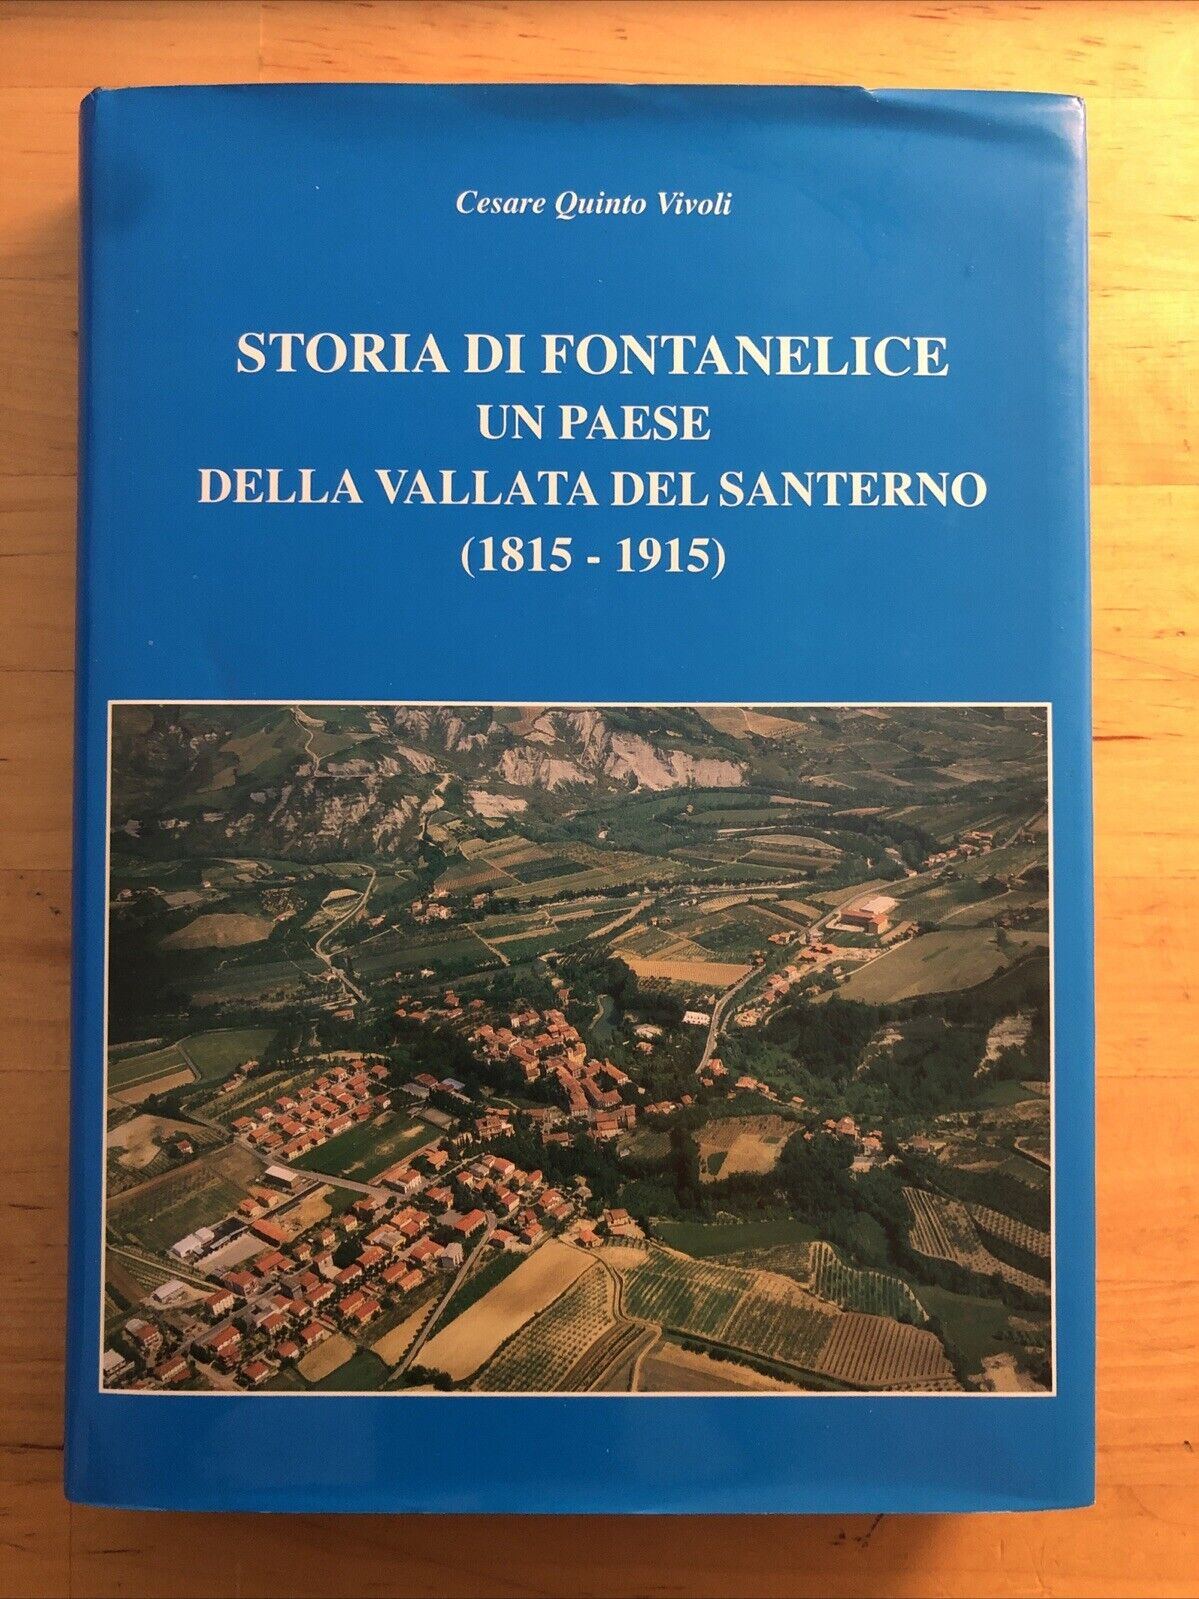 Cesare Quinto Vivoli
STORIA DI FONTANELICE
UN PAESE
DELLA VALLATA DEL SANTERNO
(1815 - 1915)